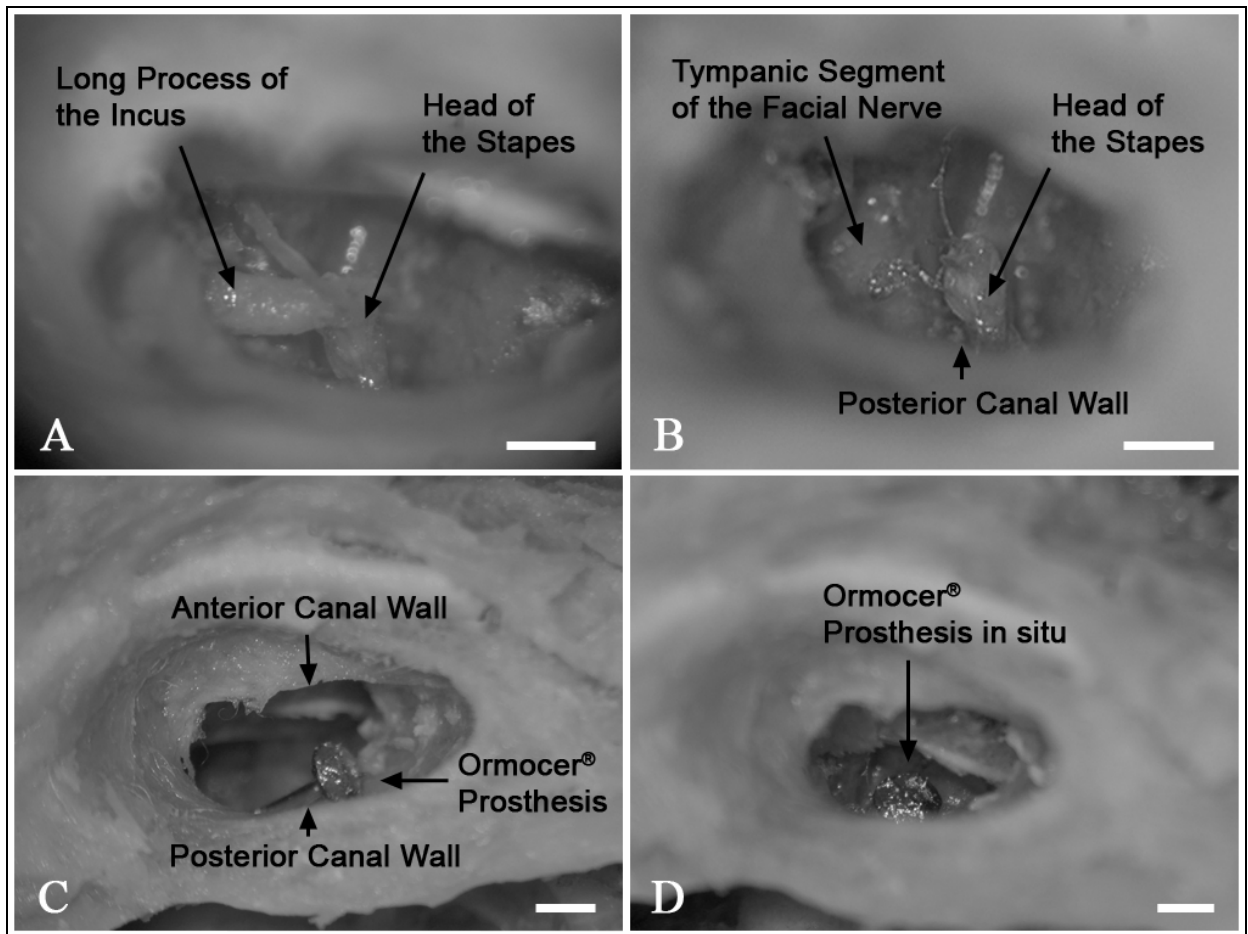 Long Process of
the Incus
Head of
the Stapes
A
Tympanic Segment
of the Facial Nerve
Head of
the Stapes
Posterior Canal Wall
B
Anterior Canal Wall
Ormocer®
Prosthesis
Posterior Canal Wall
C
Ormocer®
Prosthesis in situ
D